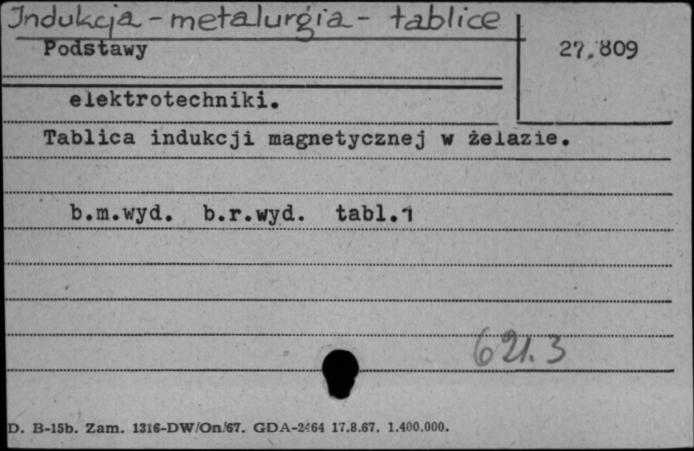 Indukcja - metalurgia - tablice
Podstawy
27.809
elektrotechniki.
Tablica indukcji magnetycznej w żelazie.
b.m.wyd. b.r.wyd. tabl.1
621.3
D. B-15b. Zam. 1316-DW/On/67. GDA-2464 17.8.67. 1.400.000.